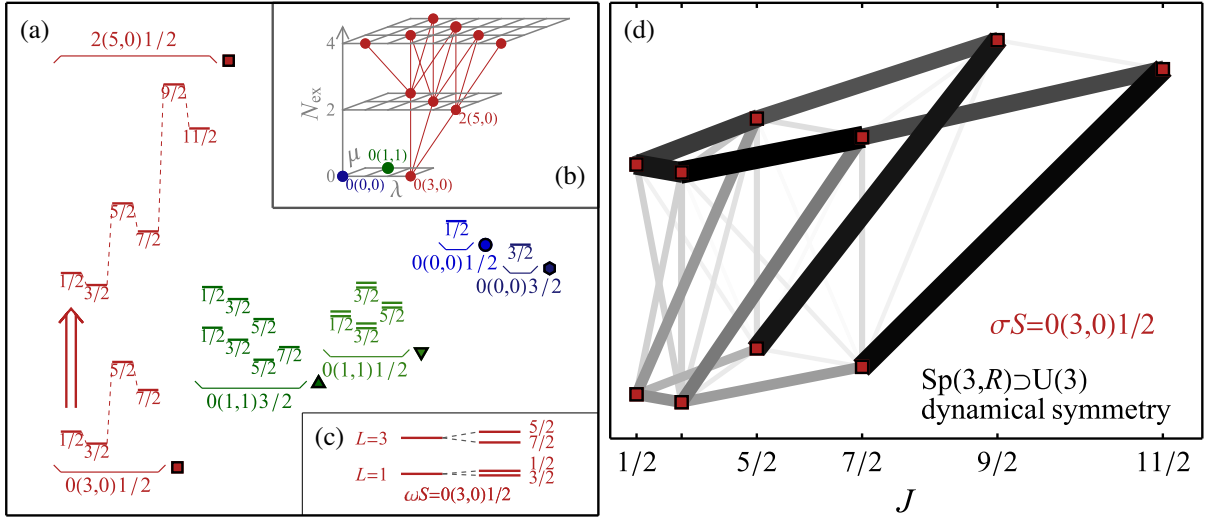 (a)
2(5,0)1/2
9/2
11/2
5/2
7/2
1/2
3/2
5/2
7/2
1/2
3/2
0(3,0)1/2
1/2
3/2
5/2
1/2
3/2
5/2
7/2
0(1,1)3/2
3/2
1/2
5/2
3/2
0(1,1)1/2
1/2
0(0,0)1/2
3/2
0(0,0)3/2
(b)
N_ex
4
2
0
μ
λ
2(5,0)
0(1,1)
0(0,0)
0(3,0)
(c)
L=3
5/2
7/2
L=1
1/2
3/2
ωS=0(3,0)1/2
(d)
σS=0(3,0)1/2
Sp(3,R)⊃U(3)
dynamical symmetry
1/2 5/2 7/2 9/2 11/2
J